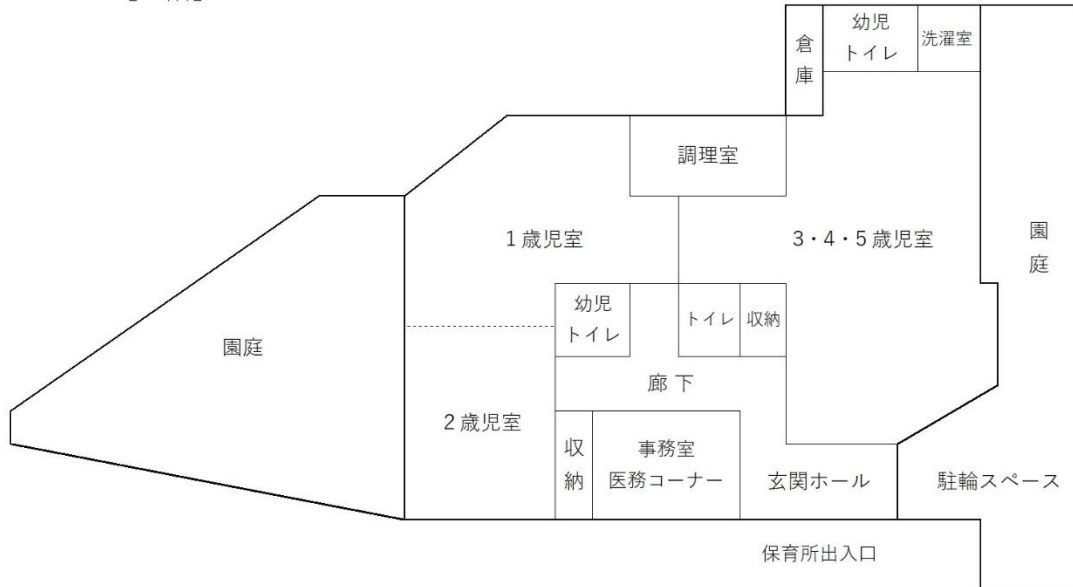 幼児
トイレ
洗濯室
倉
庫
調理室
1歳児室
3・4・5歳児室
園
庭
幼児
トイレ
トイレ
収納
園庭
廊 下
2歳児室
収
納
事務室
医務コーナー
玄関ホール
駐輪スペース
保育所出入口